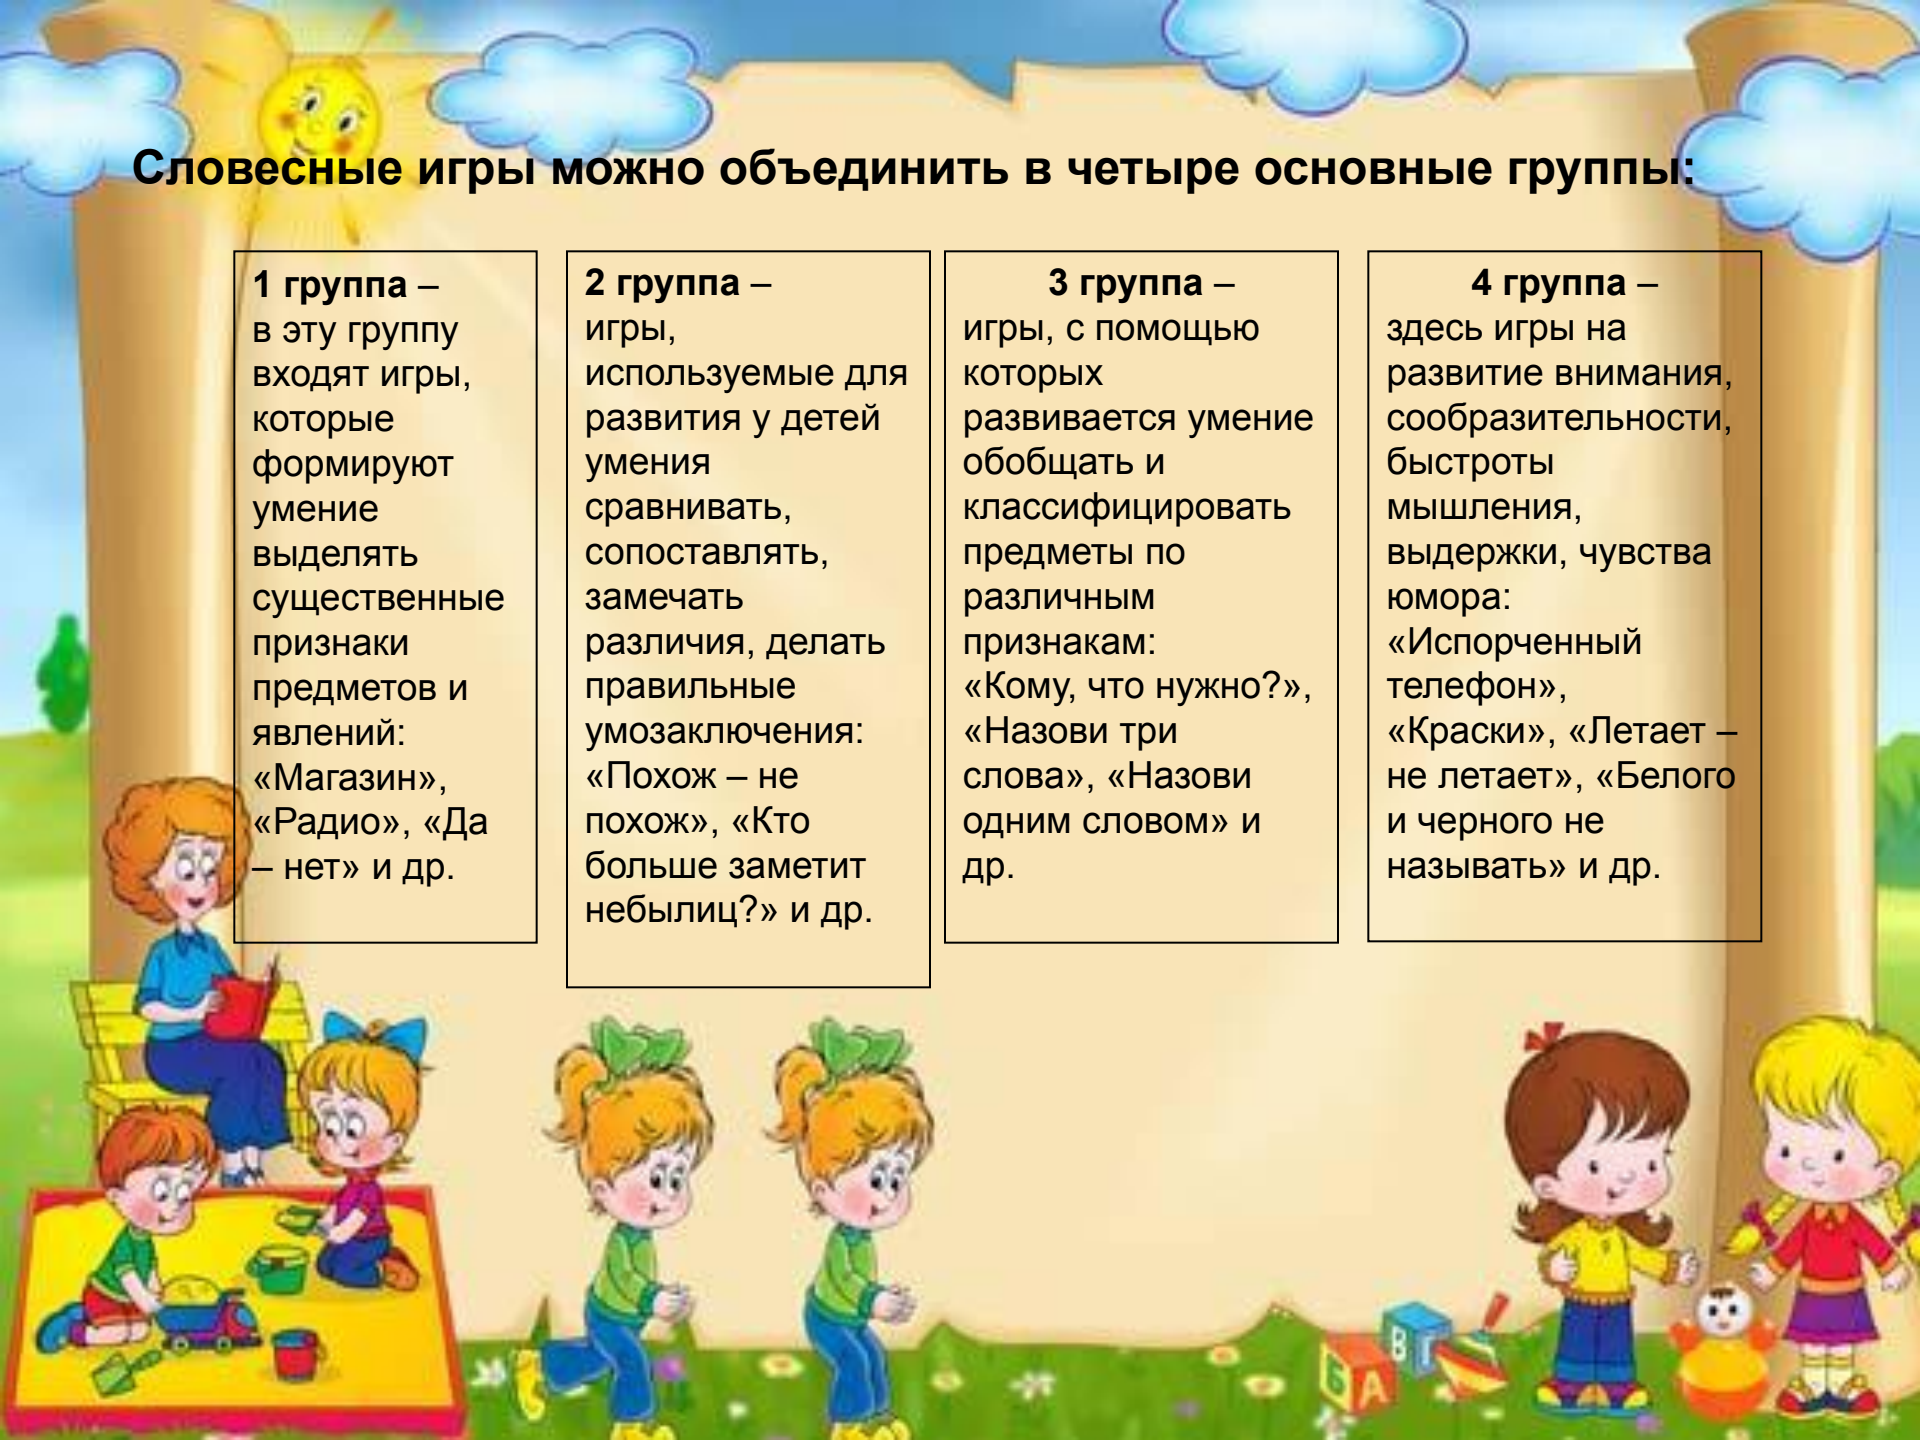 Словесные игры можно объединить в четыре основные группы:
1 группа –
в эту группу
входят игры,
которые
формируют
умение
выделять
существенные
признаки
предметов и
явлений:
«Магазин»,
«Радио», «Да
– нет» и др.
2 группа –
игры,
используемые для
развития у детей
умения
сравнивать,
сопоставлять,
замечать
различия, делать
правильные
умозаключения:
«Похож – не
похож», «Кто
больше заметит
небылиц?» и др.
3 группа –
игры, с помощью
которых
развивается умение
обобщать и
классифицировать
предметы по
различным
признакам:
«Кому, что нужно?»,
«Назови три
слова», «Назови
одним словом» и
др.
4 группа –
здесь игры на
развитие внимания,
сообразительности,
быстроты
мышления,
выдержки, чувства
юмора:
«Испорченный
телефон»,
«Краски», «Летает –
не летает», «Белого
и черного не
называть» и др.
В Г
Б А